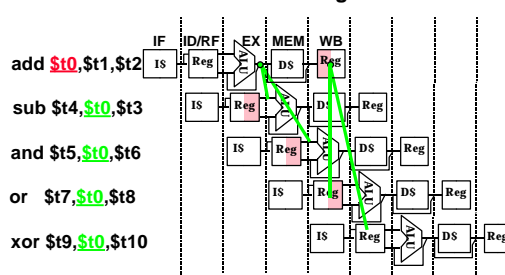 IF ID/RF EX MEM WB
add $t0,$t1,$t2 IS Reg ALU DS Reg
sub $t4,$t0,$t3 IS Reg ALU DS Reg
and $t5,$t0,$t6 IS Reg ALU DS Reg
or $t7,$t0,$t8 IS Reg ALU DS Reg
xor $t9,$t0,$t10 IS Reg ALU DS Reg